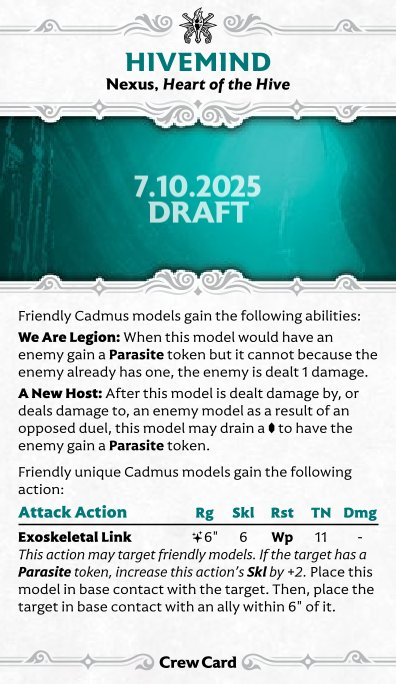 HIVEMIND
Nexus, Heart of the Hive
7.10.2025
DRAFT
Friendly Cadmus models gain the following abilities:
We Are Legion: When this model would have an
enemy gain a Parasite token but it cannot because the
enemy already has one, the enemy is dealt 1 damage.
A New Host: After this model is dealt damage by, or
deals damage to, an enemy model as a result of an
opposed duel, this model may drain a to have the
enemy gain a Parasite token.
Friendly unique Cadmus models gain the following
action:
Attack Action Rg Skl Rst TN Dmg
Exoskeletal Link 6" 6 Wp 11 -
This action may target friendly models. If the target has a
Parasite token, increase this action's Skl by +2. Place this
model in base contact with the target. Then, place the
target in base contact with an ally within 6" of it.
Crew Card